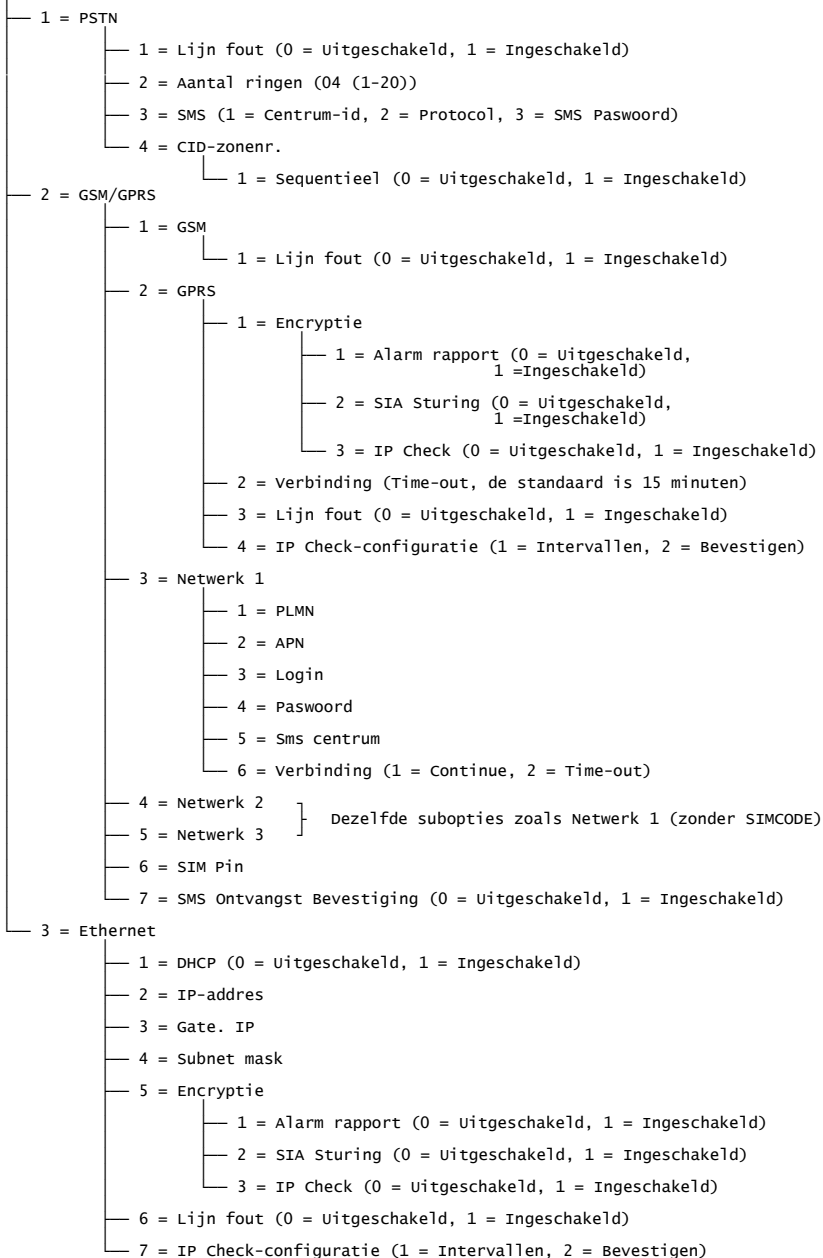 1 = PSTN
1 = Lijn fout (0 = Uitgeschakeld, 1 = Ingeschakeld)
2 = Aantal ringen (04 (1-20))
3 = SMS (1 = Centrum-id, 2 = Protocol, 3 = SMS Paswoord)
4 = CID-zonenr.
1 = Sequentieel (0 = Uitgeschakeld, 1 = Ingeschakeld)
2 = GSM/GPRS
1 = GSM
1 = Lijn fout (0 = Uitgeschakeld, 1 = Ingeschakeld)
2 = GPRS
1 = Encryptie
1 = Alarm rapport (0 = Uitgeschakeld,
1 =Ingeschakeld)
2 = SIA Sturing (0 = Uitgeschakeld,
1 =Ingeschakeld)
3 = IP Check (0 = Uitgeschakeld, 1 = Ingeschakeld)
2 = Verbinding (Time-out, de standaard is 15 minuten)
3 = Lijn fout (0 = Uitgeschakeld, 1 = Ingeschakeld)
4 = IP Check-configuratie (1 = Intervallen, 2 = Bevestigen)
3 = Netwerk 1
1 = PLMN
2 = APN
3 = Login
4 = Paswoord
5 = Sms centrum
6 = Verbinding (1 = Continue, 2 = Time-out)
4 = Netwerk 2
Dezelfde subopties zoals Netwerk 1 (zonder SIMCODE)
5 = Netwerk 3
6 = SIM Pin
7 = SMS Ontvangst Bevestiging (0 = Uitgeschakeld, 1 = Ingeschakeld)
3 = Ethernet
1 = DHCP (0 = Uitgeschakeld, 1 = Ingeschakeld)
2 = IP-addres
3 = Gate. IP
4 = Subnet mask
5 = Encryptie
1 = Alarm rapport (0 = Uitgeschakeld, 1 = Ingeschakeld)
2 = SIA Sturing (0 = Uitgeschakeld, 1 = Ingeschakeld)
3 = IP Check (0 = Uitgeschakeld, 1 = Ingeschakeld)
6 = Lijn fout (0 = Uitgeschakeld, 1 = Ingeschakeld)
7 = IP Check-configuratie (1 = Intervallen, 2 = Bevestigen)